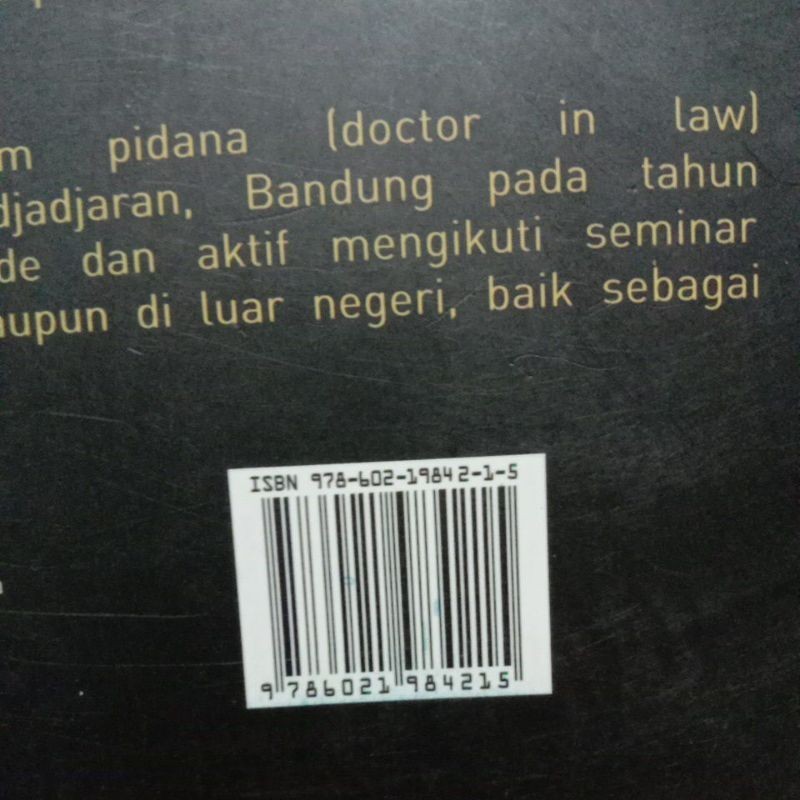 pidana (doctor in law)
djadjaran, Bandung pada tahun
dan aktif mengikuti seminar
aupun di luar negeri, baik sebagai
ISBN 978-602-19842-1-5
9 786021 984215